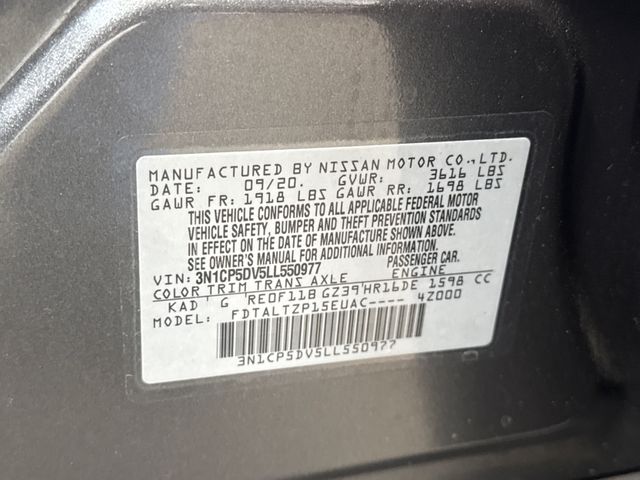 MANUFACTURED BY NISSAN MOTOR CO.,LTD.
DATE: 09/20. GVWR: 3616 LBS
GAWR FR: 1918 LBS GAWR RR: 1698 LBS
THIS VEHICLE CONFORMS TO ALL APPLICABLE FEDERAL MOTOR
VEHICLE SAFETY, BUMPER AND THEFT PREVENTION STANDARDS
IN EFFECT ON THE DATE OF MANUFACTURE SHOWN ABOVE.
SEE OWNER'S MANUAL FOR ADDITIONAL INFORMATION.
VIN: 3N1CP5DV5LL550977 PASSENGER CAR.
COLOR TRIM TRANS AXLE ENGINE
KAD ' G ' RE0F11B GZ39'HR16DE 1598 CC
MODEL: FDTALTZP15EUAC---- 4Z000
3N1CP5DV5LL550977